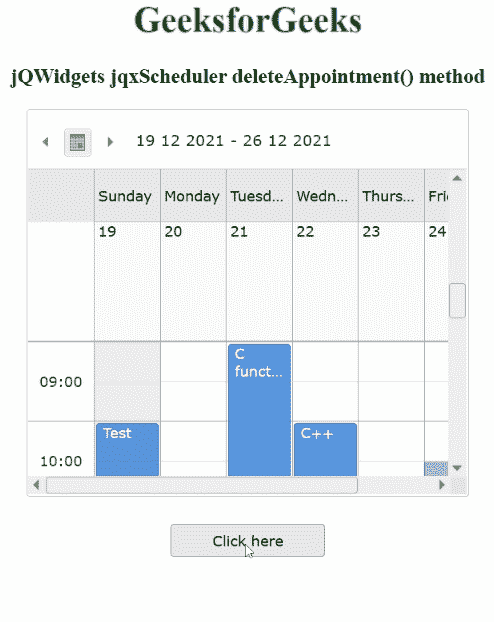 GeeksforGeeks
jQWidgets jqxScheduler deleteAppointment() method
19 12 2021 - 26 12 2021
Sunday Monday Tuesd... Wedn... Thurs... Fri
19 20 21 22 23 24
09:00
C
funct...
Test
C++
10:00
Click here